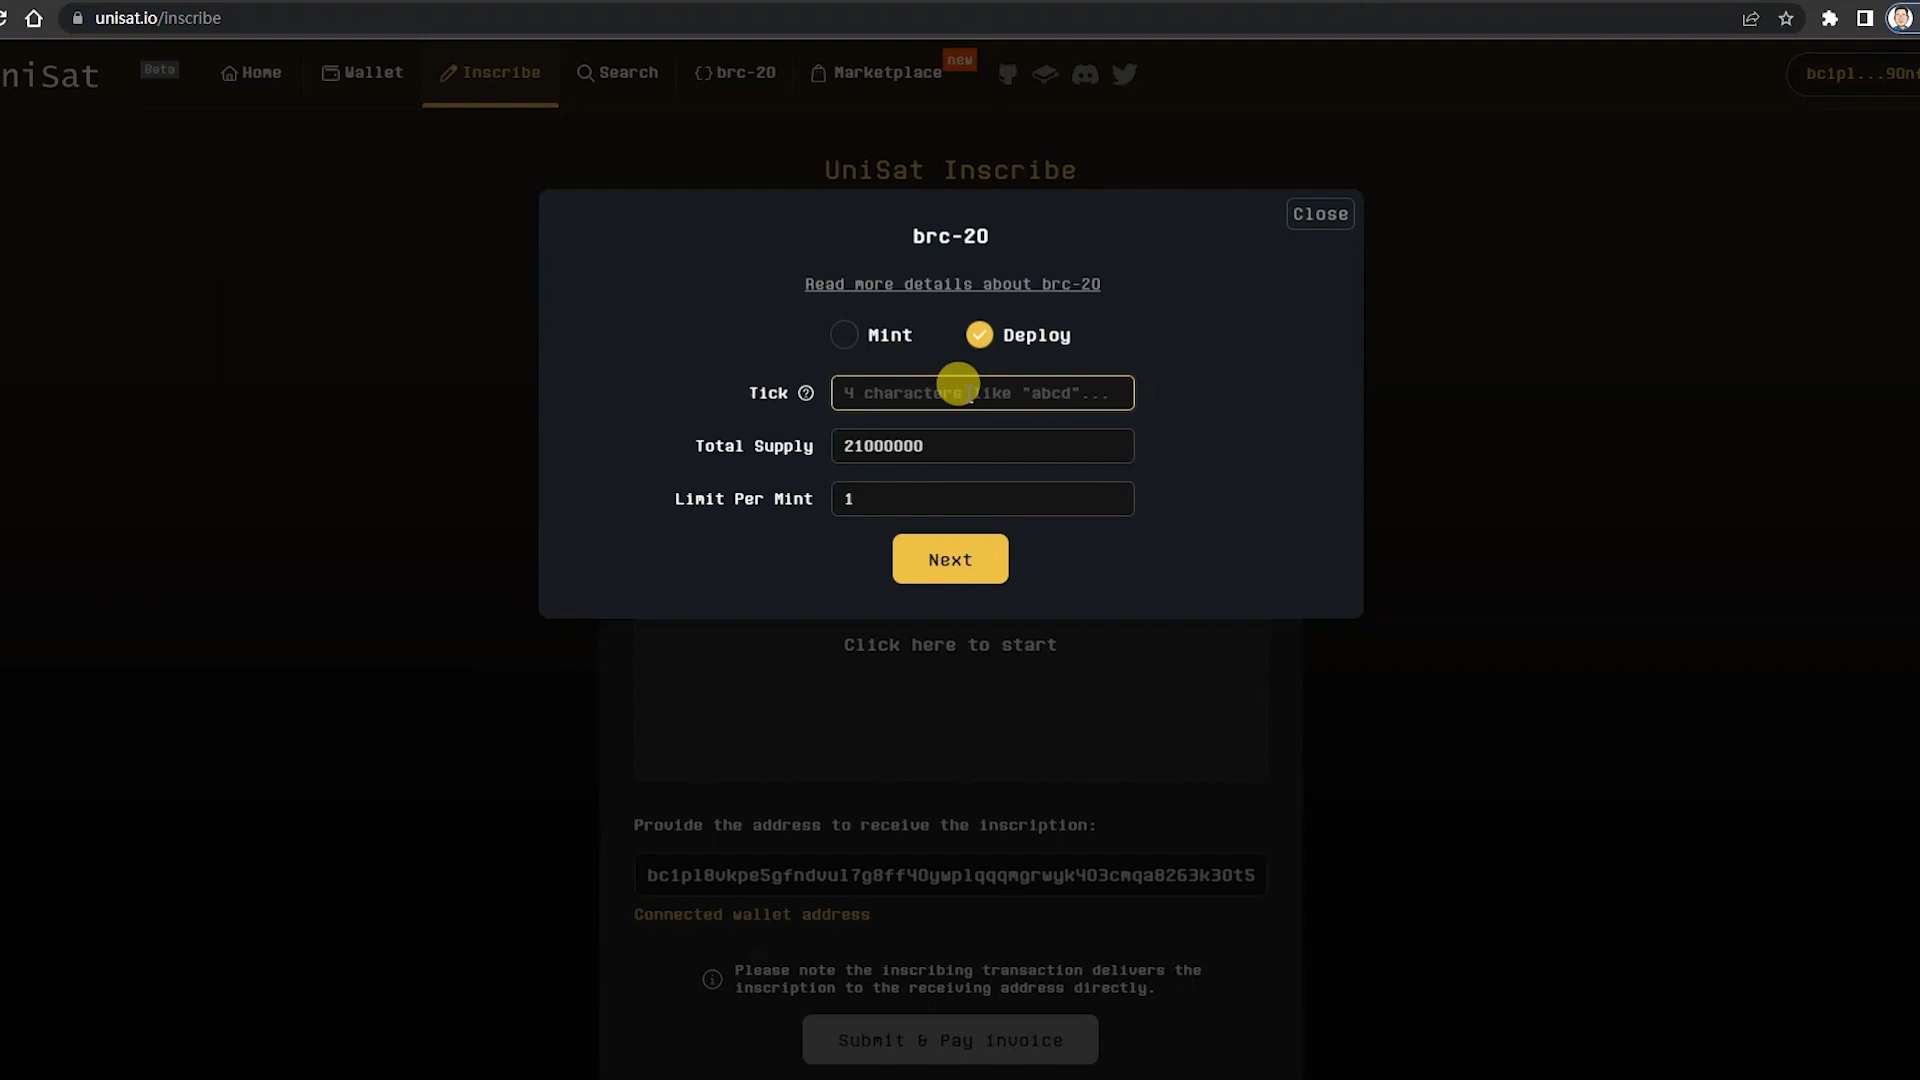 unisat.io/inscribe
niSat
Beta
Home
Wallet
Inscribe
Search
{} brc-20
Marketplace
new
bc1pl...90n
UniSat Inscribe
Close
brc-20
Read more details about brc-20
Mint
Deploy
Tick
4 characters like "abcd"...
Total Supply
21000000
Limit Per Mint
1
Next
Click here to start
Provide the address to receive the inscription:
bc1pl8vkpe5gfndvul7g8ff40ywplqqqmgrwyk403cmqa8263k30t5
Connected wallet address
Please note the inscribing transaction delivers the
inscription to the receiving address directly.
Submit & Pay invoice